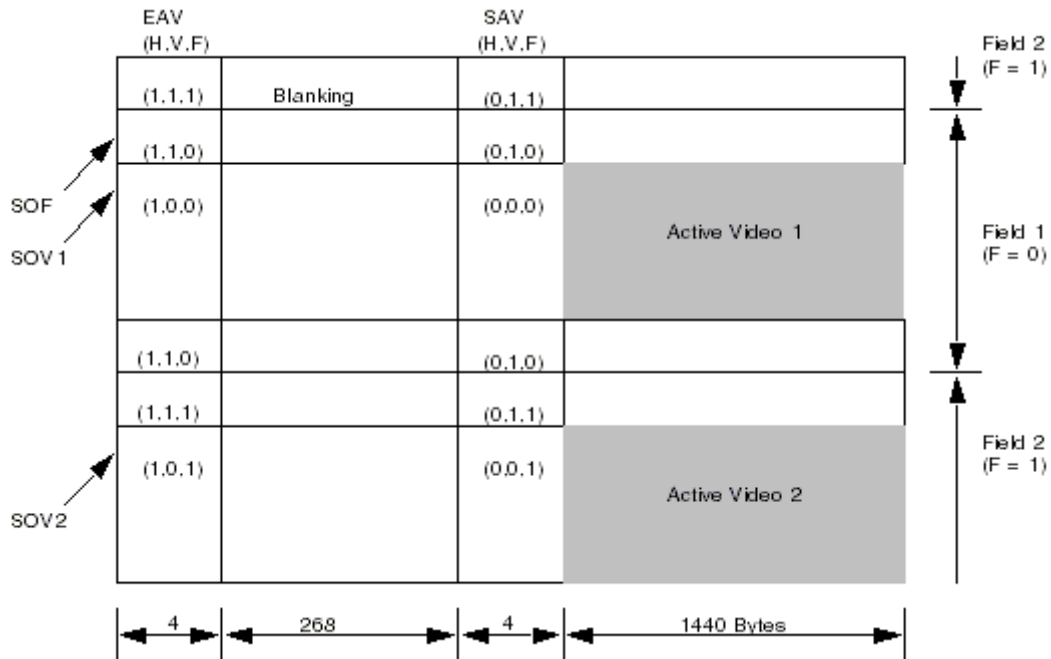 EAV
(H.V.F)
SAV
(H.V.F)
Field 2
(F = 1)
(1.1.1)
Blanking
(0.1.1)
(1.1.0)
(0.1.0)
SOF
SOV1
(1.0.0)
(0.0.0)
Active Video 1
Field 1
(F = 0)
(1.1.0)
(0.1.0)
(1.1.1)
(0.1.1)
Field 2
(F = 1)
(1.0.1)
(0.0.1)
Active Video 2
SOV2
4
268
4
1440 Bytes